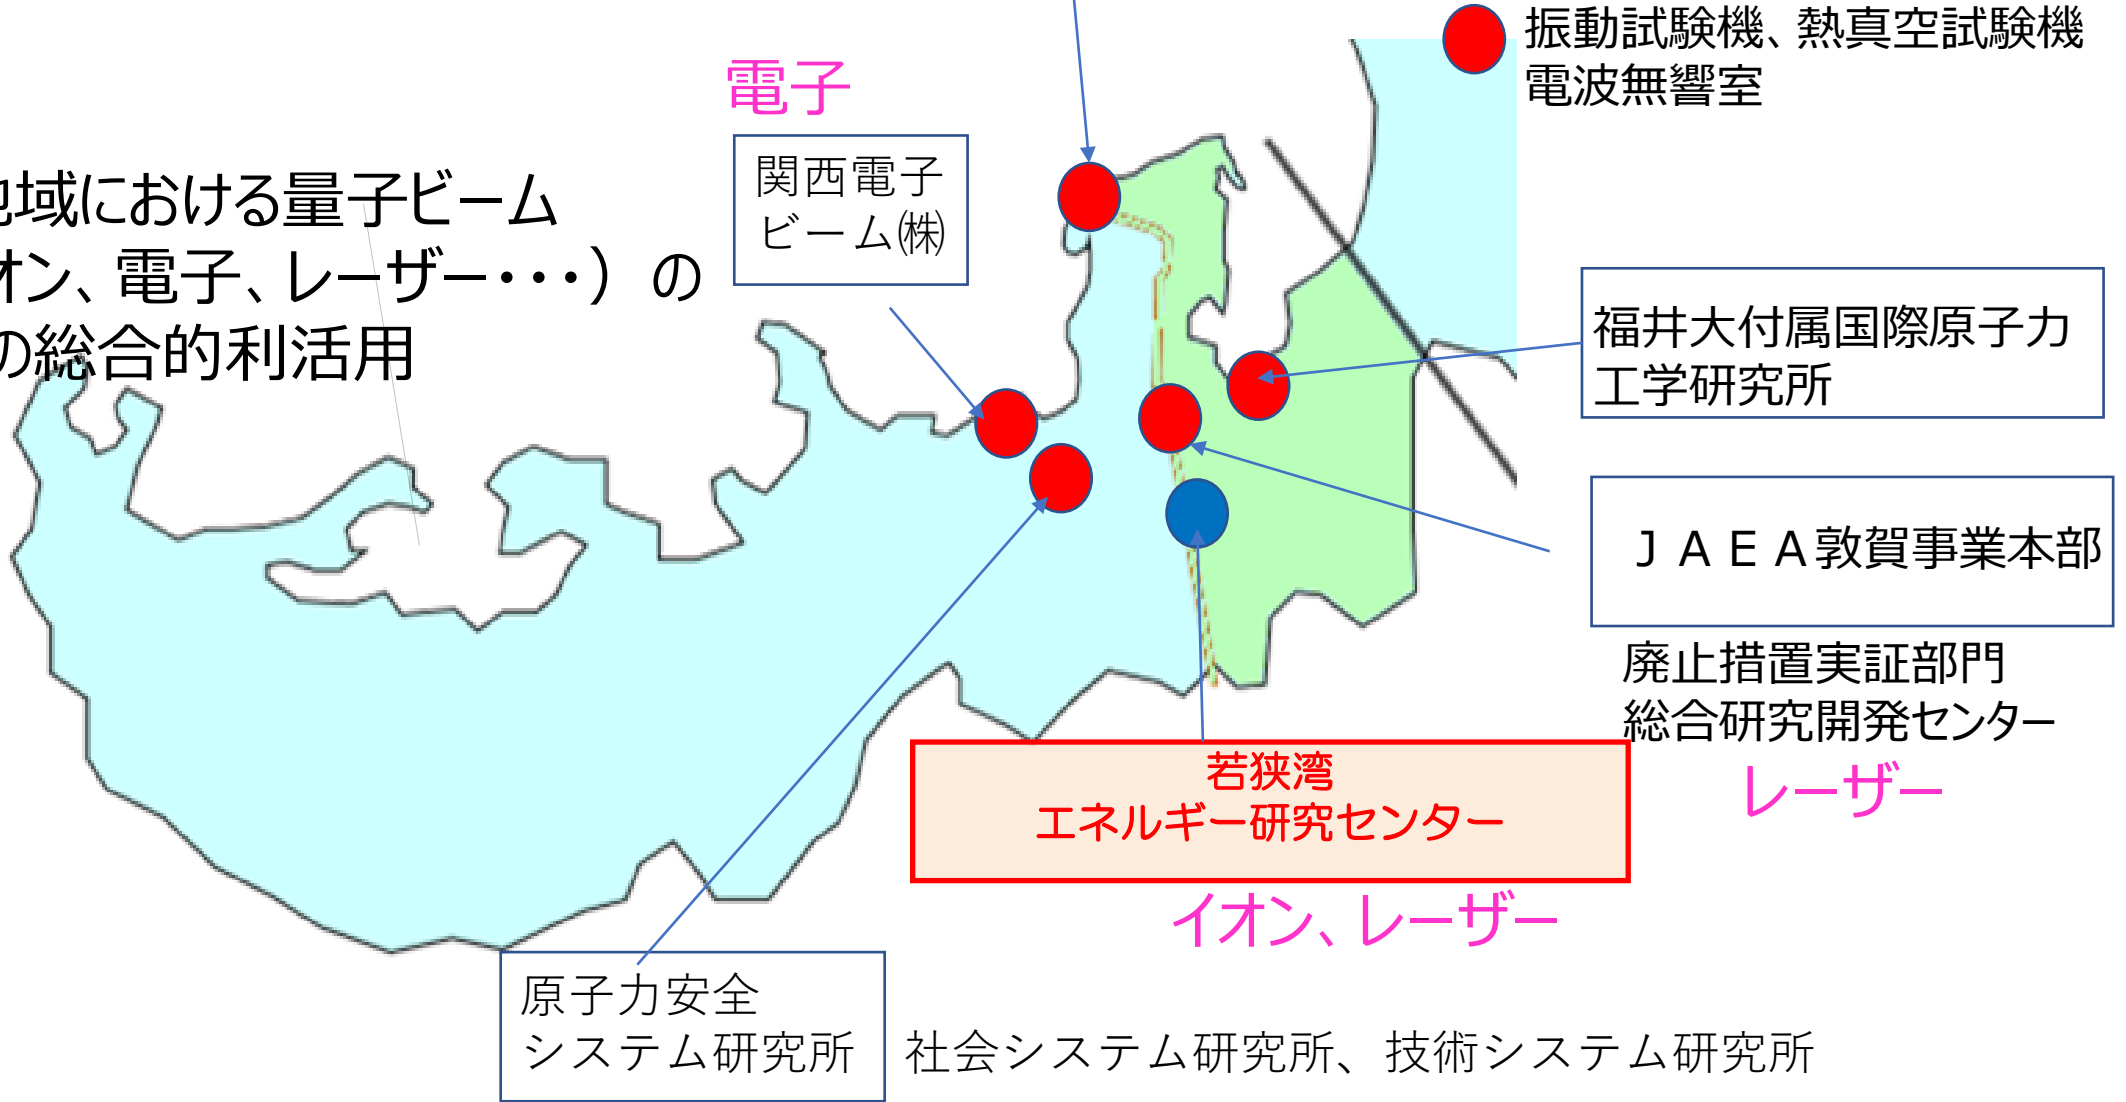 振動試験機、熱真空試験機
電波無響室
電子
関西電子
ビーム㈱
地域における量子ビーム
オン、電子、レーザー・・・）の
の総合的利活用
福井大付属国際原子力
工学研究所
ＪＡＥＡ敦賀事業本部
廃止措置実証部門
総合研究開発センター
レーザー
若狭湾
エネルギー研究センター
イオン、レーザー
原子力安全
システム研究所
社会システム研究所、技術システム研究所